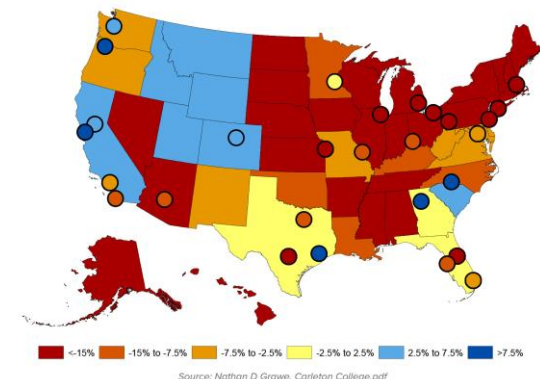 <-15% -15% to -7.5% -7.5% to -2.5% -2.5% to 2.5% 2.5% to 7.5% >7.5%
Source: Nathan D Grawe, Carleton College.pdf